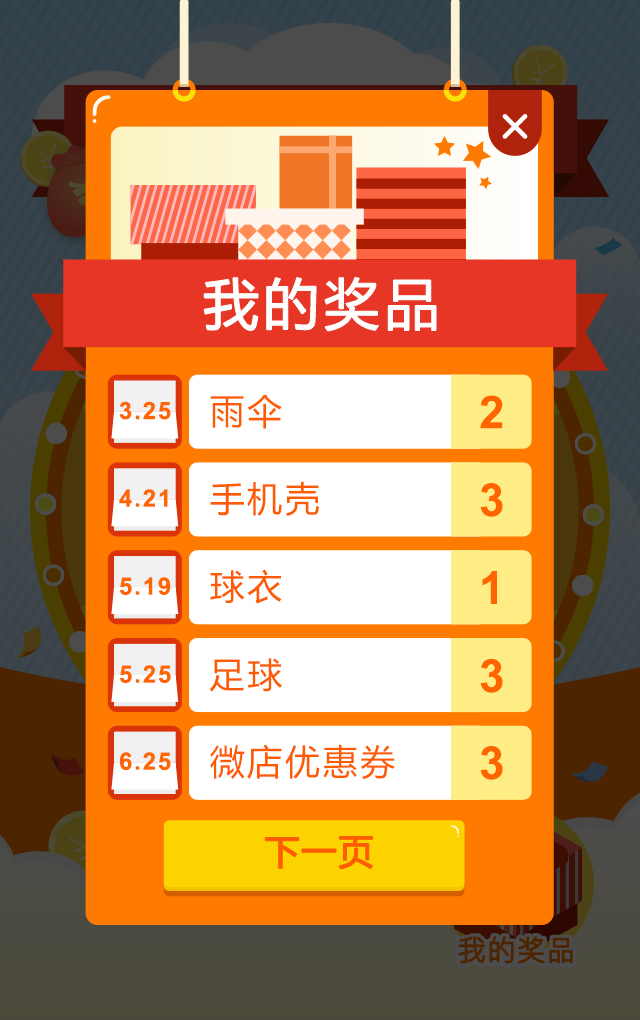 我的奖品
3.25 雨伞 2
4.21 手机壳 3
5.19 球衣 1
5.25 足球 3
6.25 微店优惠券 3
下一页
我的奖品